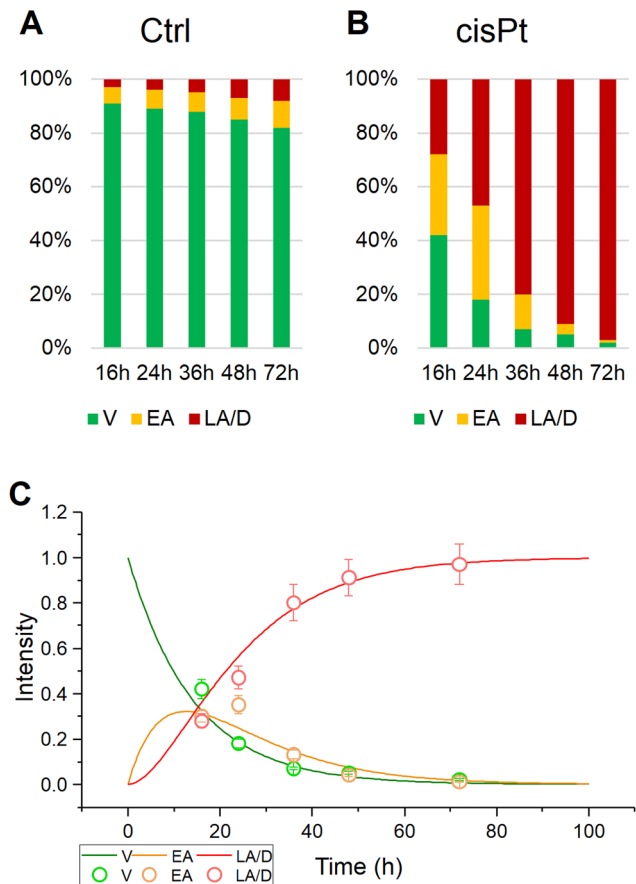 A
Ctrl
100%
80%
60%
40%
20%
0%
16h 24h 36h 48h 72h
V EA LA/D
B
cisPt
100%
80%
60%
40%
20%
0%
16h 24h 36h 48h 72h
V EA LA/D
C
1.2
1.0
0.8
0.6
0.4
0.2
0.0
Intensity
0 20 40 60 80 100
Time (h)
V EA LA/D
V EA LA/D